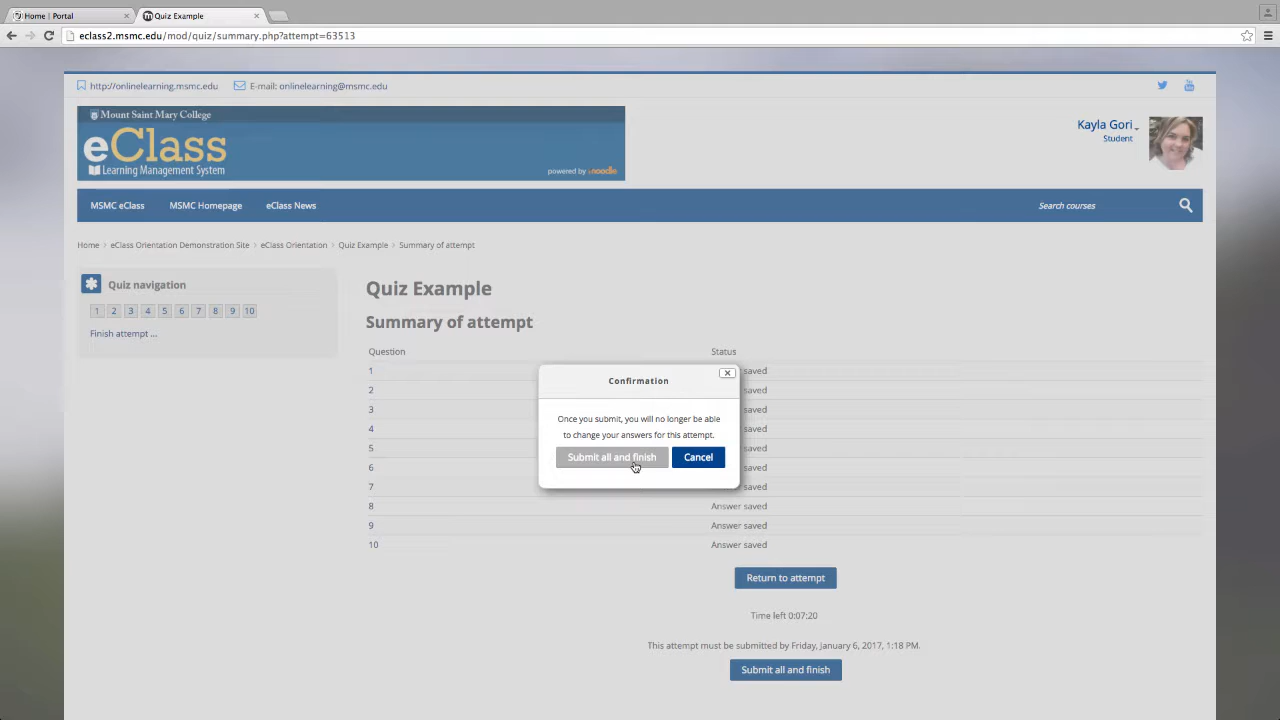 Home | Portal
Quiz Example
eclass2.msmc.edu/mod/quiz/summary.php?attempt=63513
http://onlinelearning.msmc.edu
E-mail: onlinelearning@msmc.edu
Mount Saint Mary College
eClass
Learning Management System
powered by moodle
Kayla Gori
Student
MSMC eClass
MSMC Homepage
eClass News
Search courses
Home > eClass Orientation Demonstration Site > eClass Orientation > Quiz Example > Summary of attempt
Quiz navigation
1 2 3 4 5 6 7 8 9 10
Finish attempt ...
Quiz Example
Summary of attempt
Question Status
1 saved
2 saved
3 saved
4 saved
5 saved
6 saved
7 saved
8 Answer saved
9 Answer saved
10 Answer saved
Confirmation
Once you submit, you will no longer be able
to change your answers for this attempt.
Submit all and finish
Cancel
Return to attempt
Time left 0:07:20
This attempt must be submitted by Friday, January 6, 2017, 1:18 PM.
Submit all and finish